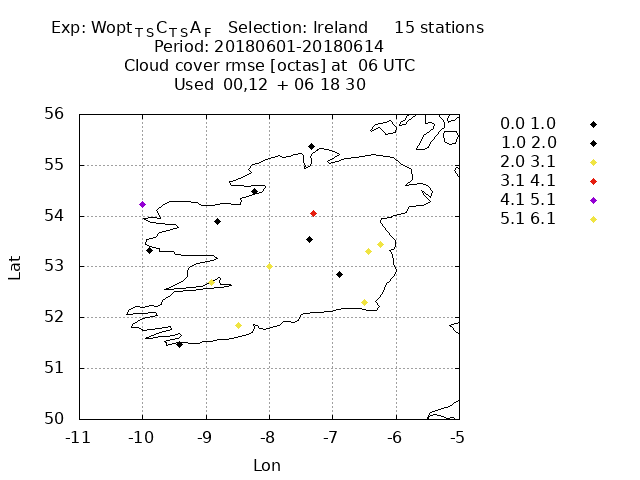 Exp: WoptTSCTSAF Selection: Ireland 15 stations
Period: 20180601-20180614
Cloud cover rmse [octas] at 06 UTC
Used 00,12 + 06 18 30
56
55
54
53
52
51
50
-11 -10 -9 -8 -7 -6 -5
Lat
Lon
0.0 1.0
1.0 2.0
2.0 3.1
3.1 4.1
4.1 5.1
5.1 6.1